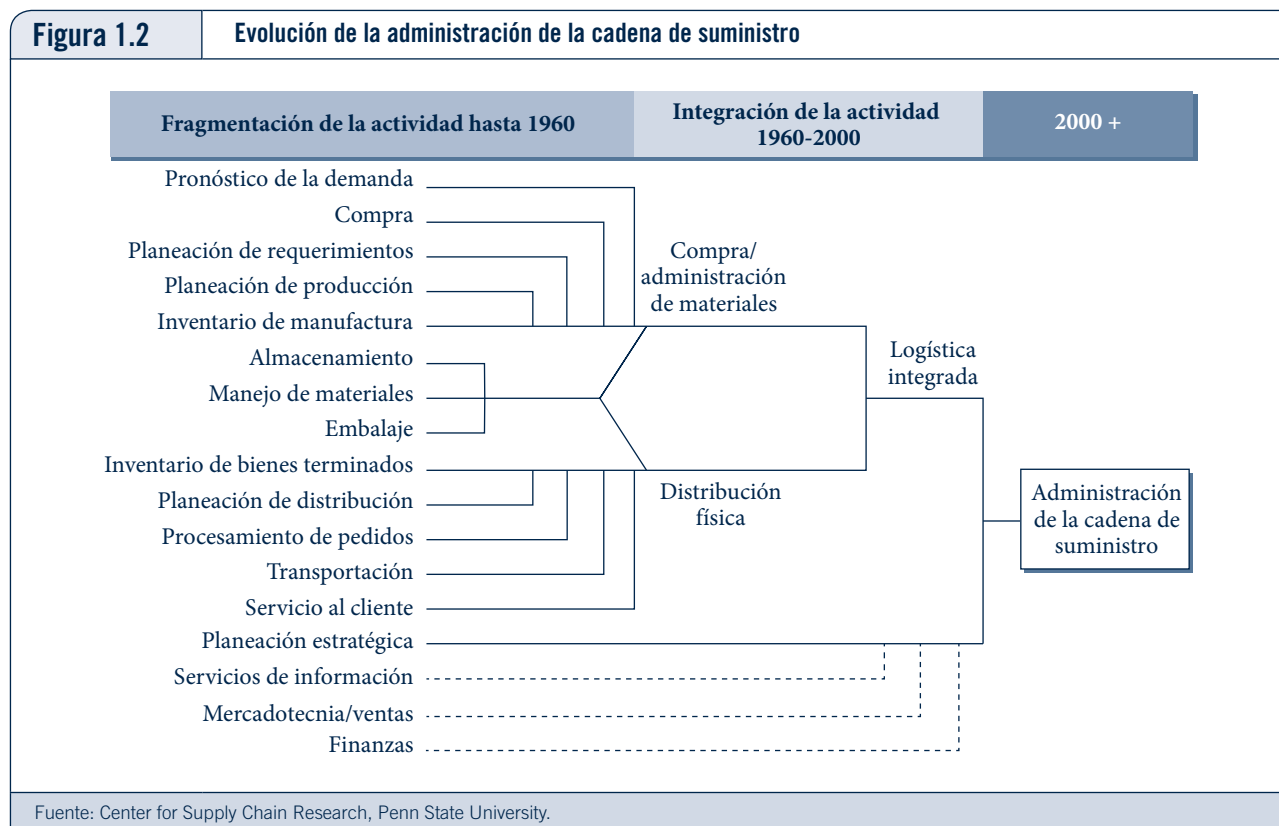 Figura 1.2
Evolución de la administración de la cadena de suministro
Fragmentación de la actividad hasta 1960
Integración de la actividad
1960-2000
2000 +
Pronóstico de la demanda
Compra
Planeación de requerimientos
Planeación de producción
Inventario de manufactura
Almacenamiento
Manejo de materiales
Embalaje
Inventario de bienes terminados
Planeación de distribución
Procesamiento de pedidos
Transportación
Servicio al cliente
Planeación estratégica
Servicios de información
Mercadotecnia/ventas
Finanzas
Compra/
administración
de materiales
Distribución
física
Logística
integrada
Administración
de la cadena de
suministro
Fuente: Center for Supply Chain Research, Penn State University.